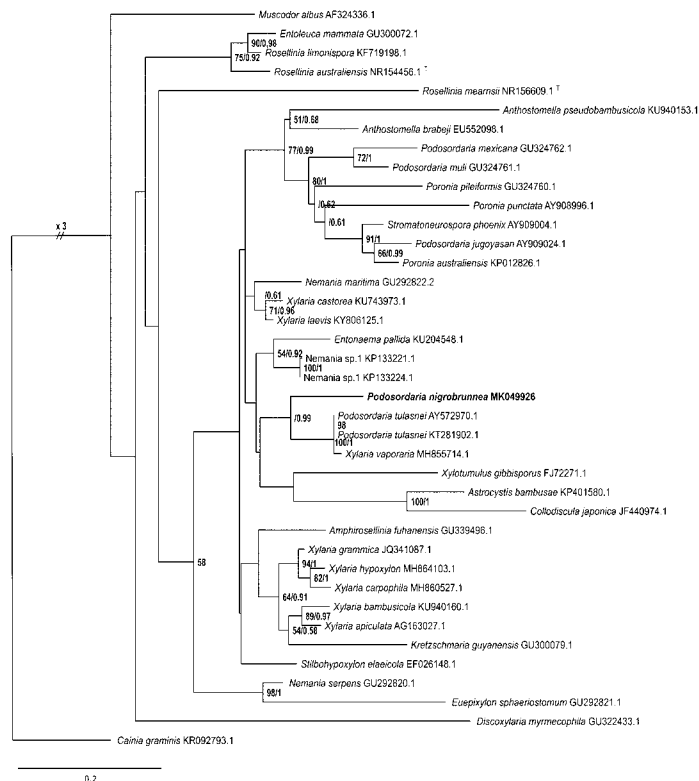 Muscodor albus AF324336.1
Entoleuca mammata GU300072.1
90/0.98
Rosellinia limonispora KF719198.1
75/0.92
Rosellinia australiensis NR154456.1 T
Rosellinia mearnsii NR156609.1 T
Anthostomella pseudobambusicola KU940153.1
51/0.68
Anthostomella brabeji EU552098.1
77/0.99
Podosordaria mexicana GU324762.1
72/1
Podosordaria muli GU324761.1
80/1
Poronia pileiformis GU324760.1
/0.62
Poronia punctata AY908996.1
/0.61
Stromatoneurospora phoenix AY909004.1
x 3
91/1
Podosordaria jugoyasan AY909024.1
66/0.99
Poronia australiensis KP012826.1
Nemania maritima GU292822.2
/0.61
Xylaria castorea KU743973.1
71/0.96
Xylaria laevis KY806125.1
Entonaema pallida KU204548.1
54/0.92
Nemania sp.1 KP133221.1
100/1
Nemania sp.1 KP133224.1
Podosordaria nigrobrunnea MK049926
/0.99
Podosordaria tulasnei AY572970.1
98
Podosordaria tulasnei KT281902.1
100/1
Xylaria vaporaria MH855714.1
Xylotumulus gibbisporus FJ72271.1
Astrocystis bambusae KP401580.1
100/1
Collodiscula japonica JF440974.1
Amphirosellinia fuhanensis GU339496.1
Xylaria grammica JQ341087.1
94/1
58
Xylaria hypoxylon MH864103.1
82/1
Xylaria carpophila MH860527.1
64/0.91
Xylaria bambusicola KU940160.1
89/0.97
Xylaria apiculata AG163027.1
54/0.58
Kretzschmaria guyanensis GU300079.1
Stilbohypoxylon elaeicola EF026148.1
Nemania serpens GU292820.1
98/1
Euepixylon sphaeriostomum GU292821.1
Discoxylaria myrmecophila GU322433.1
Cainia graminis KR092793.1
0.2